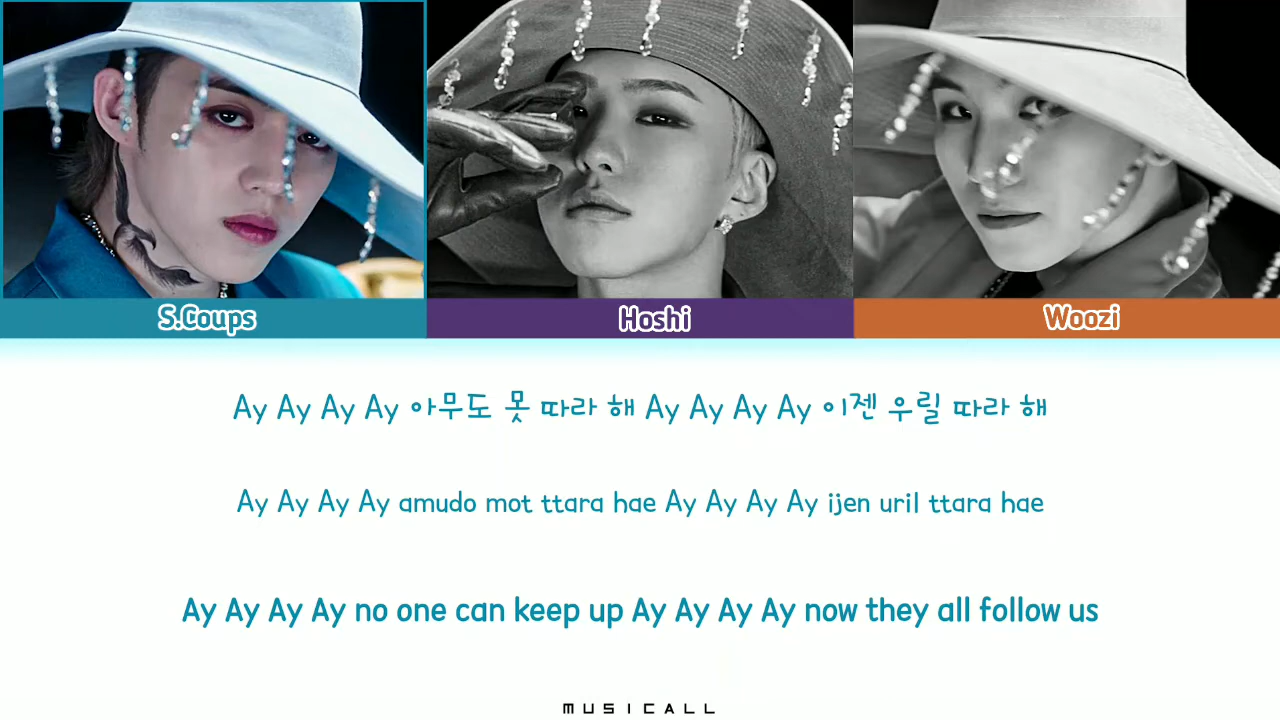 S.Coups
Hoshi
Woozi
Ay Ay Ay Ay 아무도 못 따라 해 Ay Ay Ay Ay 이젠 우릴 따라 해
Ay Ay Ay Ay amudo mot ttara hae Ay Ay Ay Ay ijen uril ttara hae
Ay Ay Ay Ay no one can keep up Ay Ay Ay Ay now they all follow us
MUSICALL